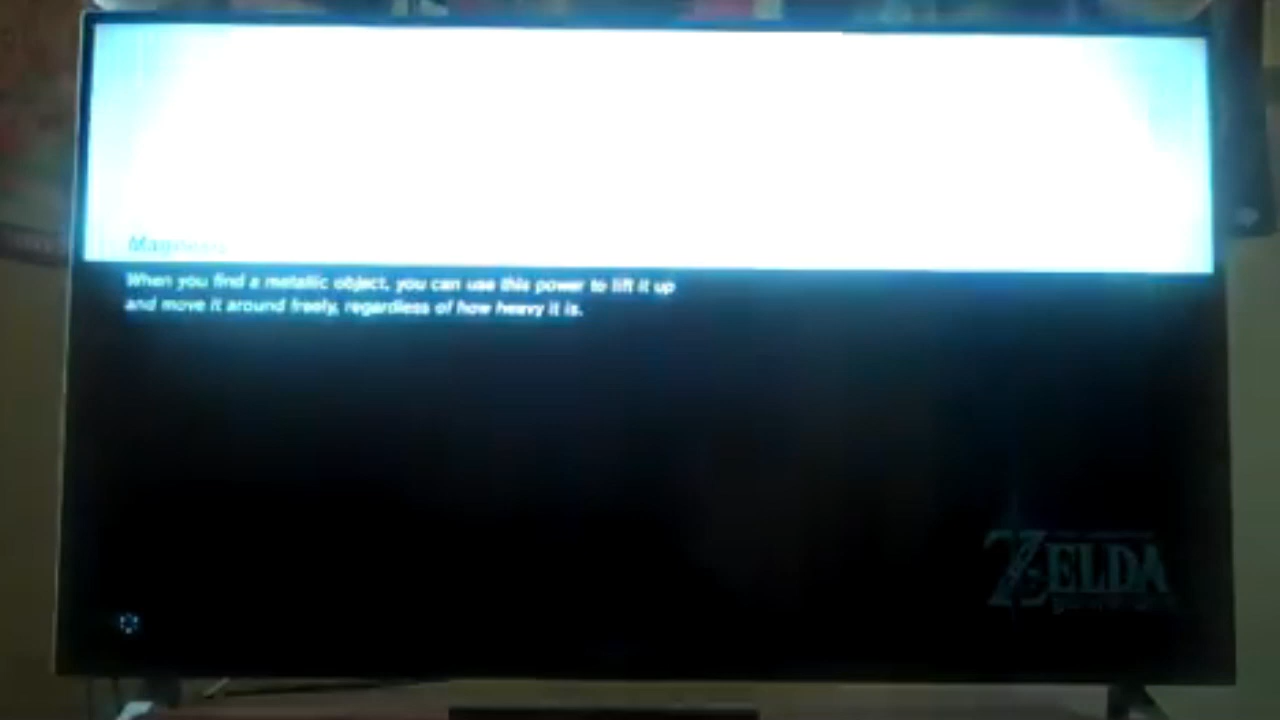 Magnesis
When you find a metallic object, you can use this power to lift it up
and move it around freely, regardless of how heavy it is.
ZELDA